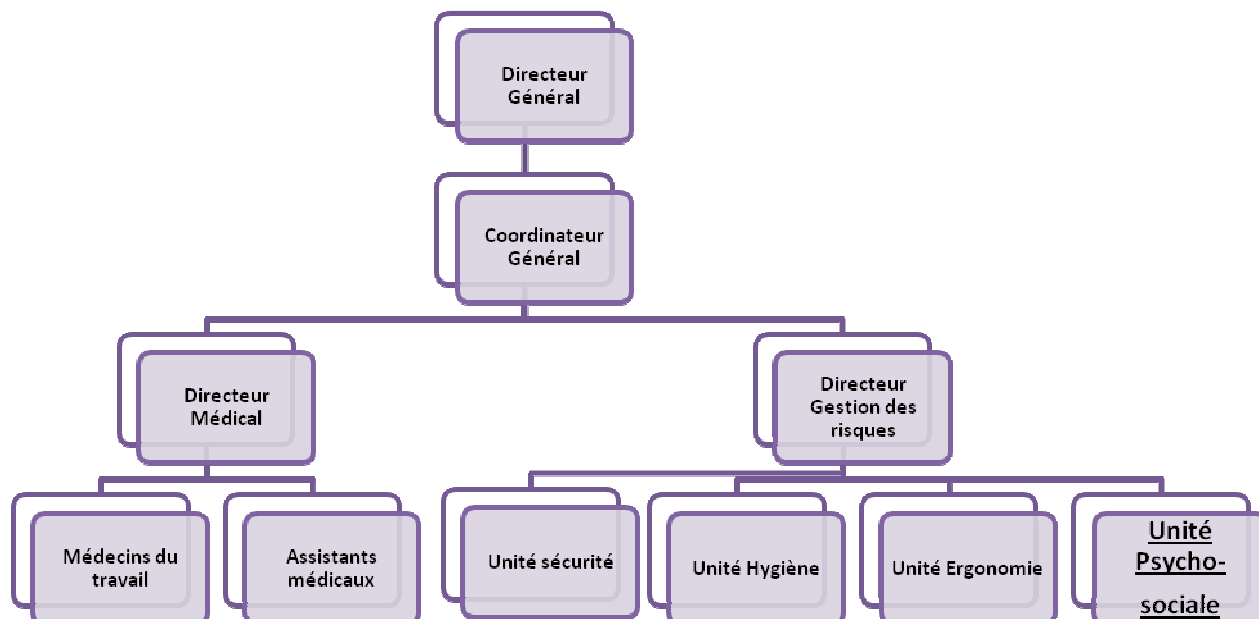 Directeur
Général
Coordinateur
Général
Directeur
Médical
Directeur
Gestion des
risques
Médecins du
travail
Assistants
médicaux
Unité sécurité
Unité Hygiène
Unité Ergonomie
Unité
Psycho-
sociale